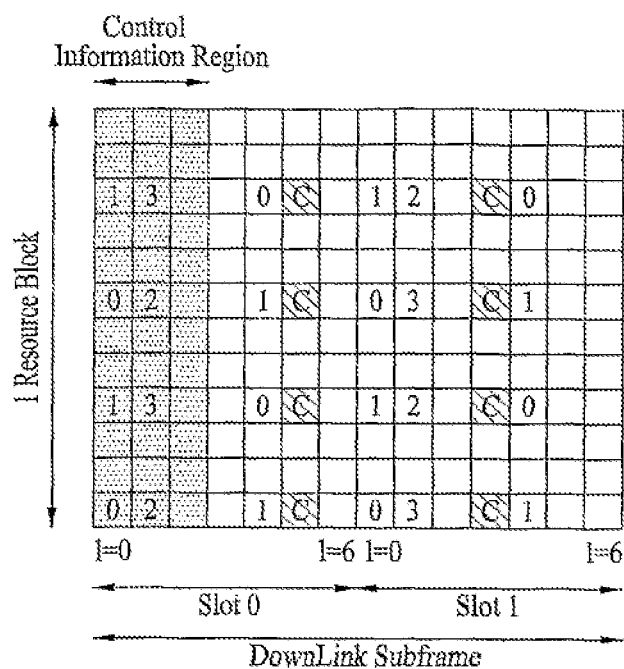 Control
Information Region
1 Resource Block
1 3 0 C 1 2 C 0
0 2 1 C 0 3 C 1
1 3 0 C 1 2 C 0
0 2 1 C 0 3 C 1
l=0 l=6 l=0 l=6
Slot 0 Slot 1
DownLink Subframe